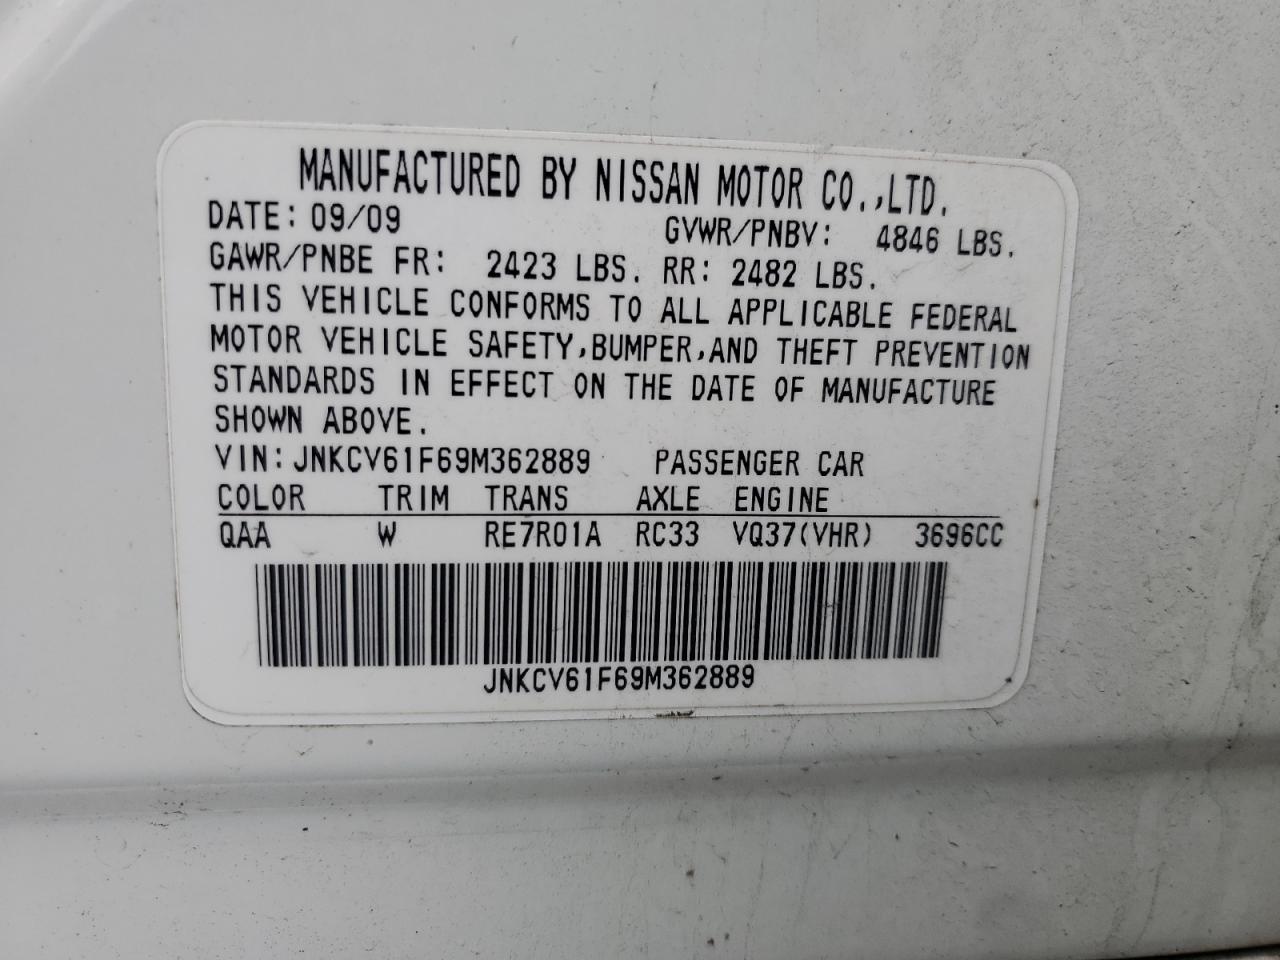 MANUFACTURED BY NISSAN MOTOR CO.,LTD.
DATE: 09/09 GVWR/PNBV: 4846 LBS.
GAWR/PNBE FR: 2423 LBS. RR: 2482 LBS.
THIS VEHICLE CONFORMS TO ALL APPLICABLE FEDERAL
MOTOR VEHICLE SAFETY,BUMPER,AND THEFT PREVENTION
STANDARDS IN EFFECT ON THE DATE OF MANUFACTURE
SHOWN ABOVE.
VIN: JNKCV61F69M362889 PASSENGER CAR
COLOR TRIM TRANS AXLE ENGINE
QAA W RE7R01A RC33 VQ37(VHR) 3696CC
JNKCV61F69M362889